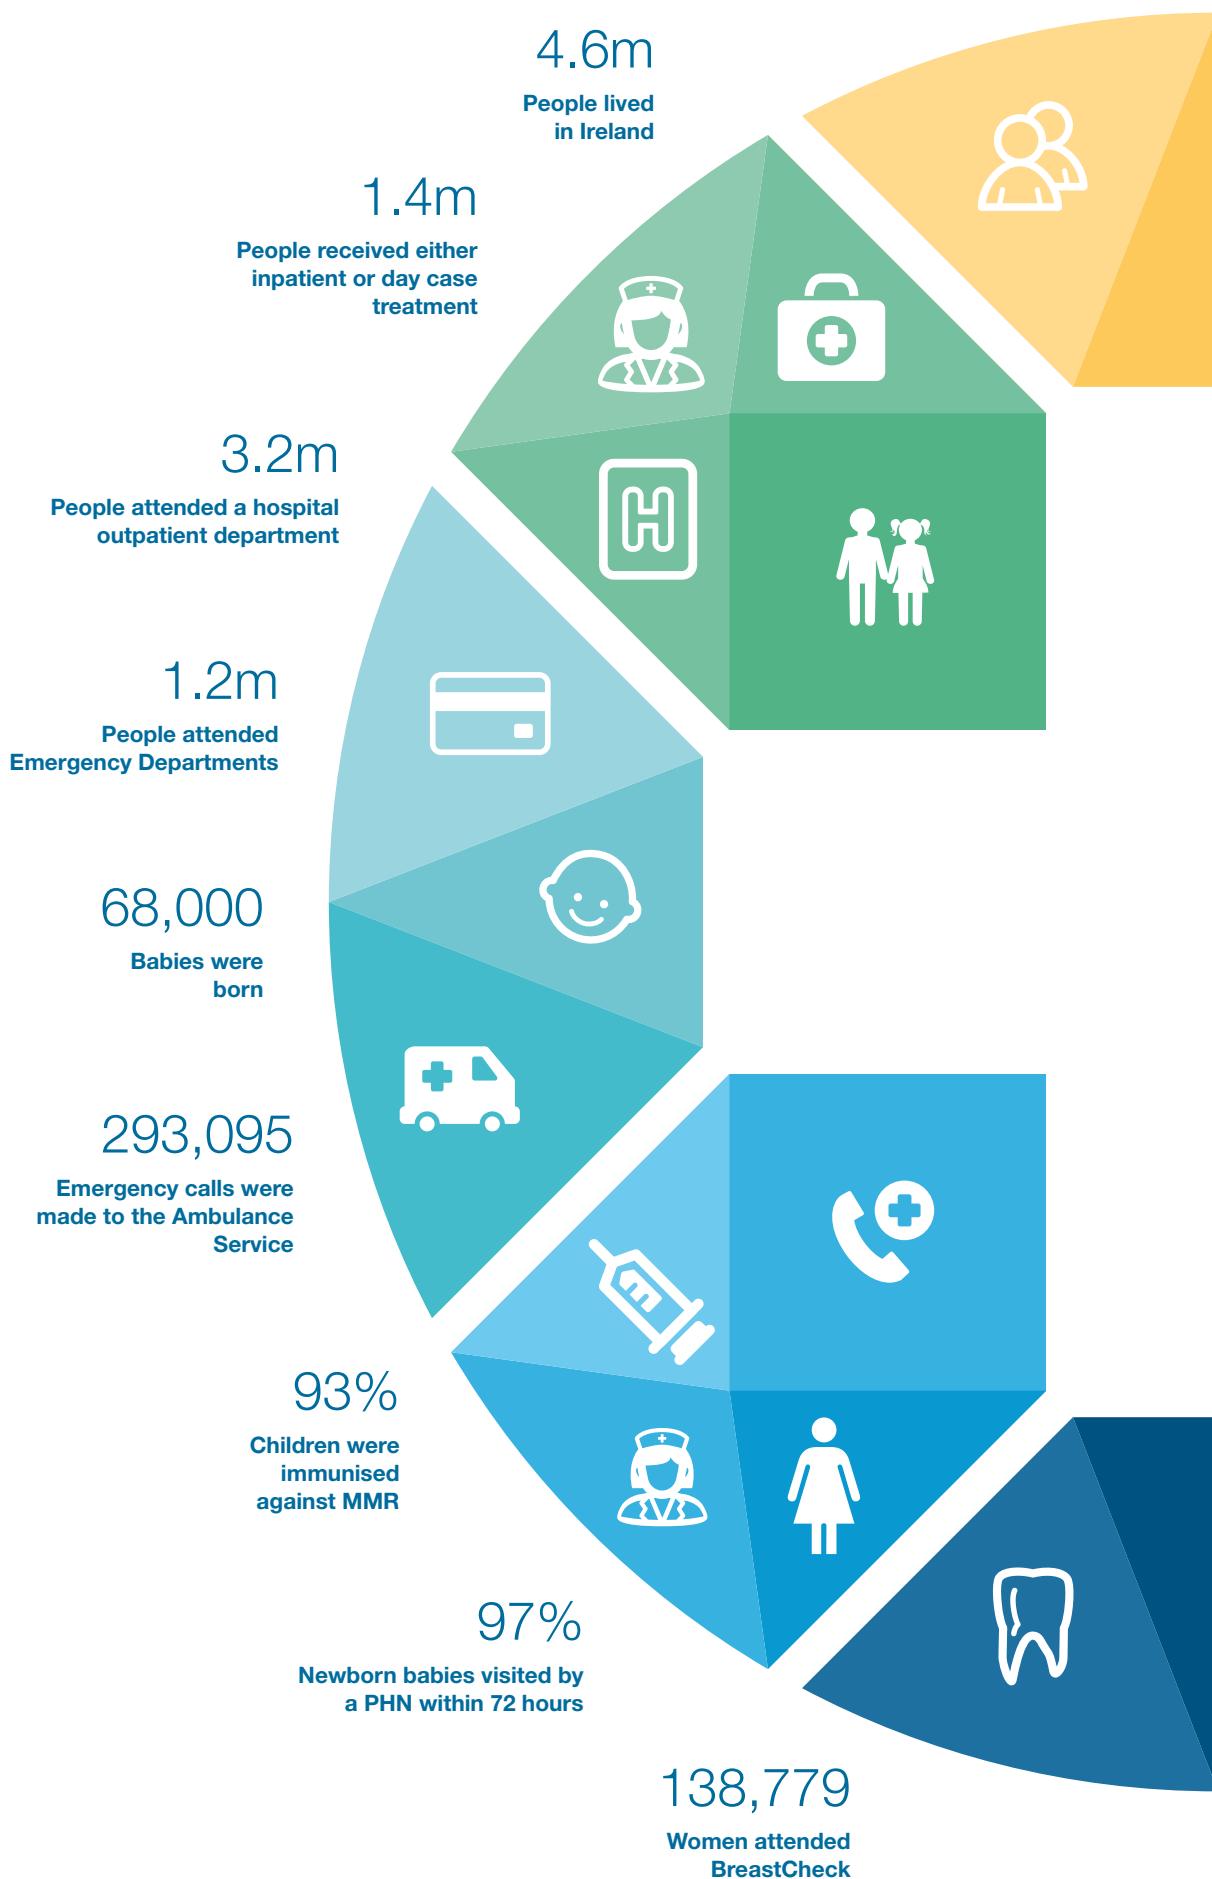 4.6m
People lived
in Ireland
1.4m
People received either
inpatient or day case
treatment
3.2m
People attended a hospital
outpatient department
1.2m
People attended
Emergency Departments
68,000
Babies were
born
293,095
Emergency calls were
made to the Ambulance
Service
93%
Children were
immunised
against MMR
97%
Newborn babies visited by
a PHN within 72 hours
138,779
Women attended
BreastCheck
H